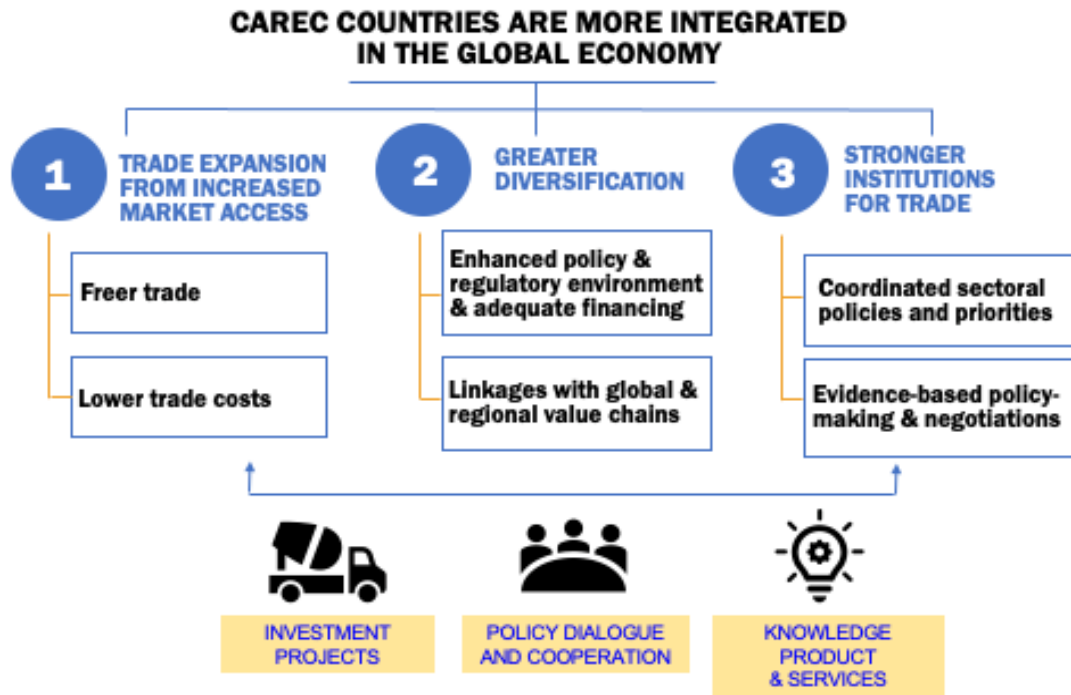 CAREC COUNTRIES ARE MORE INTEGRATED
IN THE GLOBAL ECONOMY
1
TRADE EXPANSION
FROM INCREASED
MARKET ACCESS
Freer trade
Lower trade costs
2
GREATER
DIVERSIFICATION
Enhanced policy &
regulatory environment
& adequate financing
Linkages with global &
regional value chains
3
STRONGER
INSTITUTIONS
FOR TRADE
Coordinated sectoral
policies and priorities
Evidence-based policy-
making & negotiations
INVESTMENT
PROJECTS
POLICY DIALOGUE
AND COOPERATION
KNOWLEDGE
PRODUCT
& SERVICES